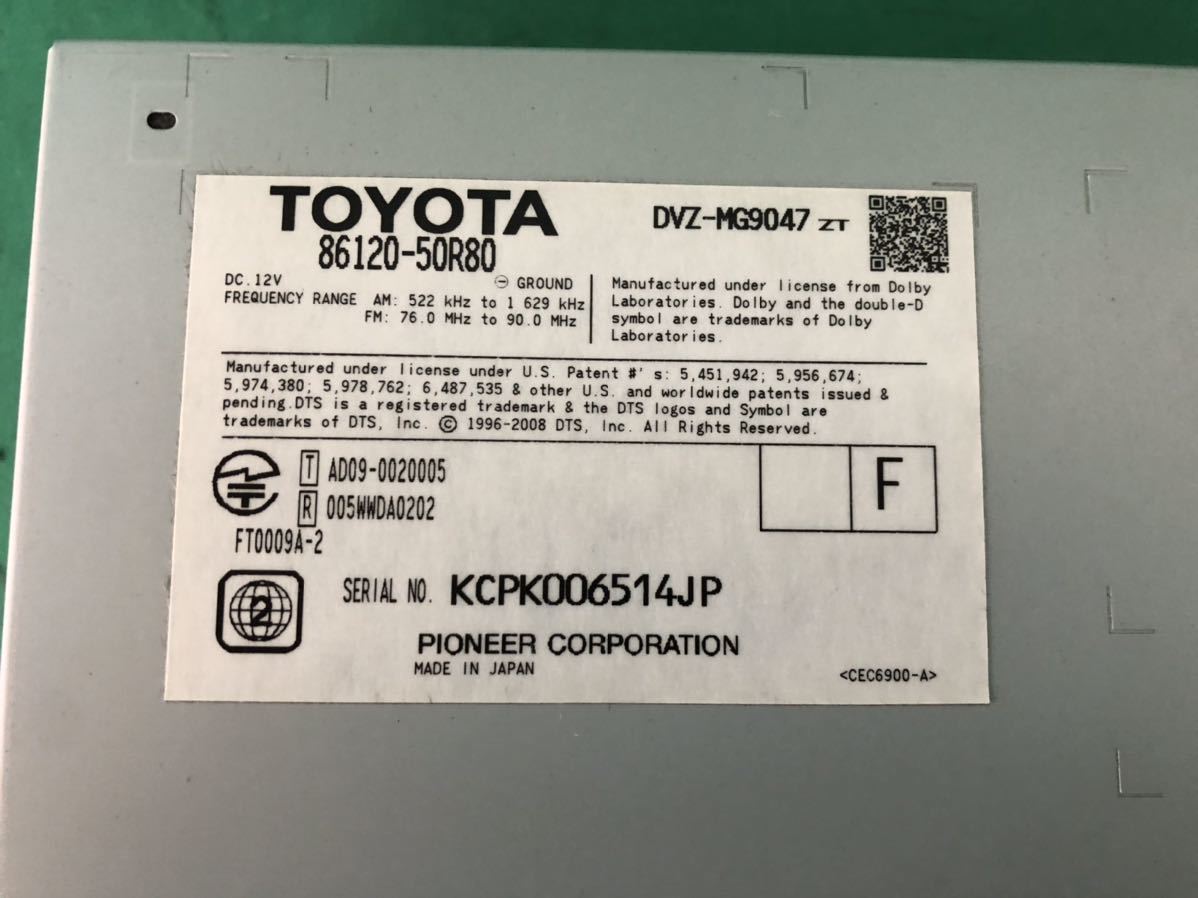 TOYOTA
86120-50R80
DVZ-MG9047 ZT
DC.12V
⊖ GROUND
FREQUENCY RANGE AM: 522 kHz to 1 629 kHz
FM: 76.0 MHz to 90.0 MHz
Manufactured under license from Dolby
Laboratories. Dolby and the double-D
symbol are trademarks of Dolby
Laboratories.
Manufactured under license under U.S. Patent #' s: 5,451,942; 5,956,674;
5,974,380; 5,978,762; 6,487,535 & other U.S. and worldwide patents issued &
pending.DTS is a registered trademark & the DTS logos and Symbol are
trademarks of DTS, Inc. © 1996-2008 DTS, Inc. All Rights Reserved.
T AD09-0020005
R 005WWDA0202
FT0009A-2
F
2
SERIAL NO. KCPK006514JP
PIONEER CORPORATION
MADE IN JAPAN
<CEC6900-A>